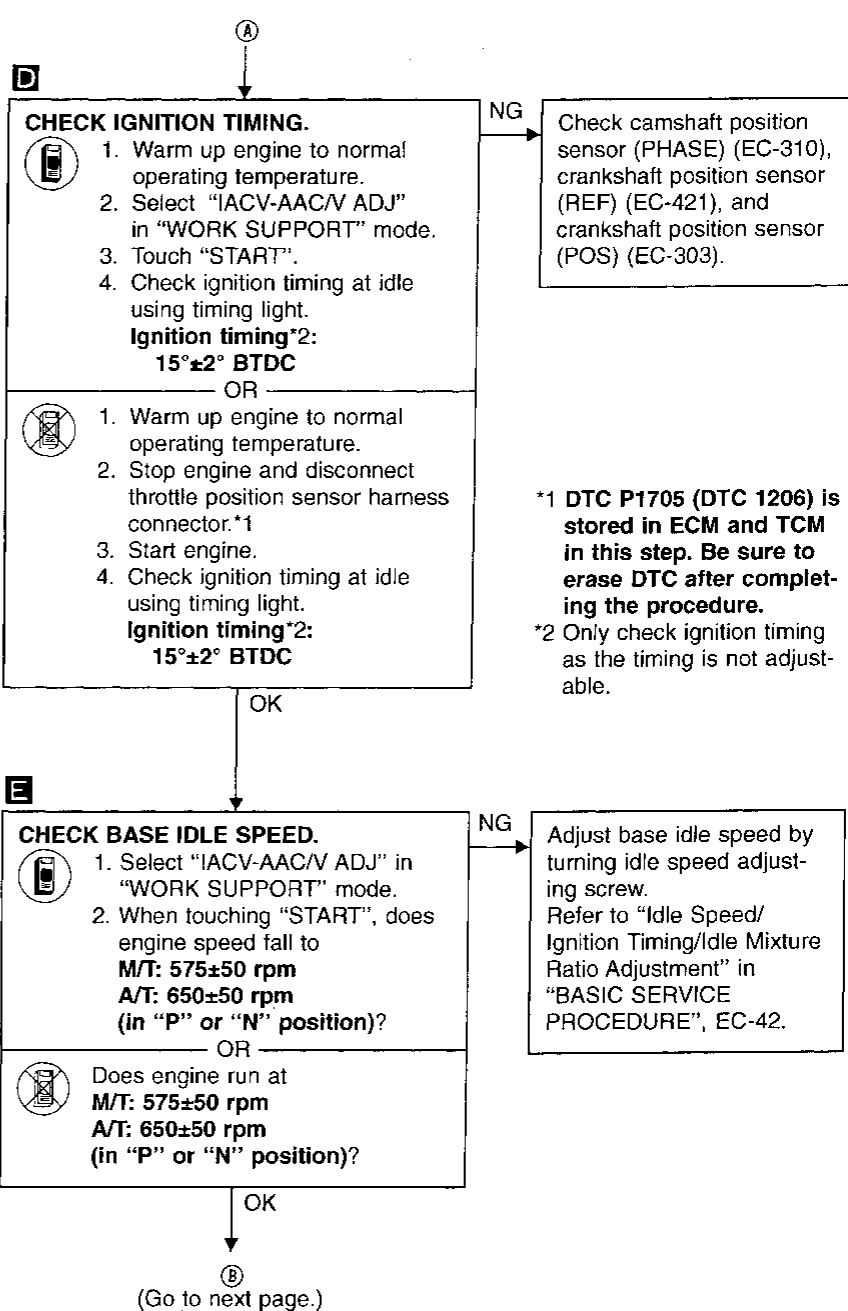 Ⓐ
D
CHECK IGNITION TIMING.
1. Warm up engine to normal
operating temperature.
2. Select “IACV-AAC/V ADJ”
in “WORK SUPPORT” mode.
3. Touch “START”.
4. Check ignition timing at idle
using timing light.
Ignition timing*2:
15°±2° BTDC
OR
1. Warm up engine to normal
operating temperature.
2. Stop engine and disconnect
throttle position sensor harness
connector.*1
3. Start engine.
4. Check ignition timing at idle
using timing light.
Ignition timing*2:
15°±2° BTDC
NG
Check camshaft position
sensor (PHASE) (EC-310),
crankshaft position sensor
(REF) (EC-421), and
crankshaft position sensor
(POS) (EC-303).
*1 DTC P1705 (DTC 1206) is
stored in ECM and TCM
in this step. Be sure to
erase DTC after complet-
ing the procedure.
*2 Only check ignition timing
as the timing is not adjust-
able.
OK
E
CHECK BASE IDLE SPEED.
1. Select “IACV-AAC/V ADJ” in
“WORK SUPPORT” mode.
2. When touching “START”, does
engine speed fall to
M/T: 575±50 rpm
A/T: 650±50 rpm
(in “P” or “N” position)?
OR
Does engine run at
M/T: 575±50 rpm
A/T: 650±50 rpm
(in “P” or “N” position)?
NG
Adjust base idle speed by
turning idle speed adjust-
ing screw.
Refer to “Idle Speed/
Ignition Timing/Idle Mixture
Ratio Adjustment” in
“BASIC SERVICE
PROCEDURE”, EC-42.
OK
Ⓑ
(Go to next page.)